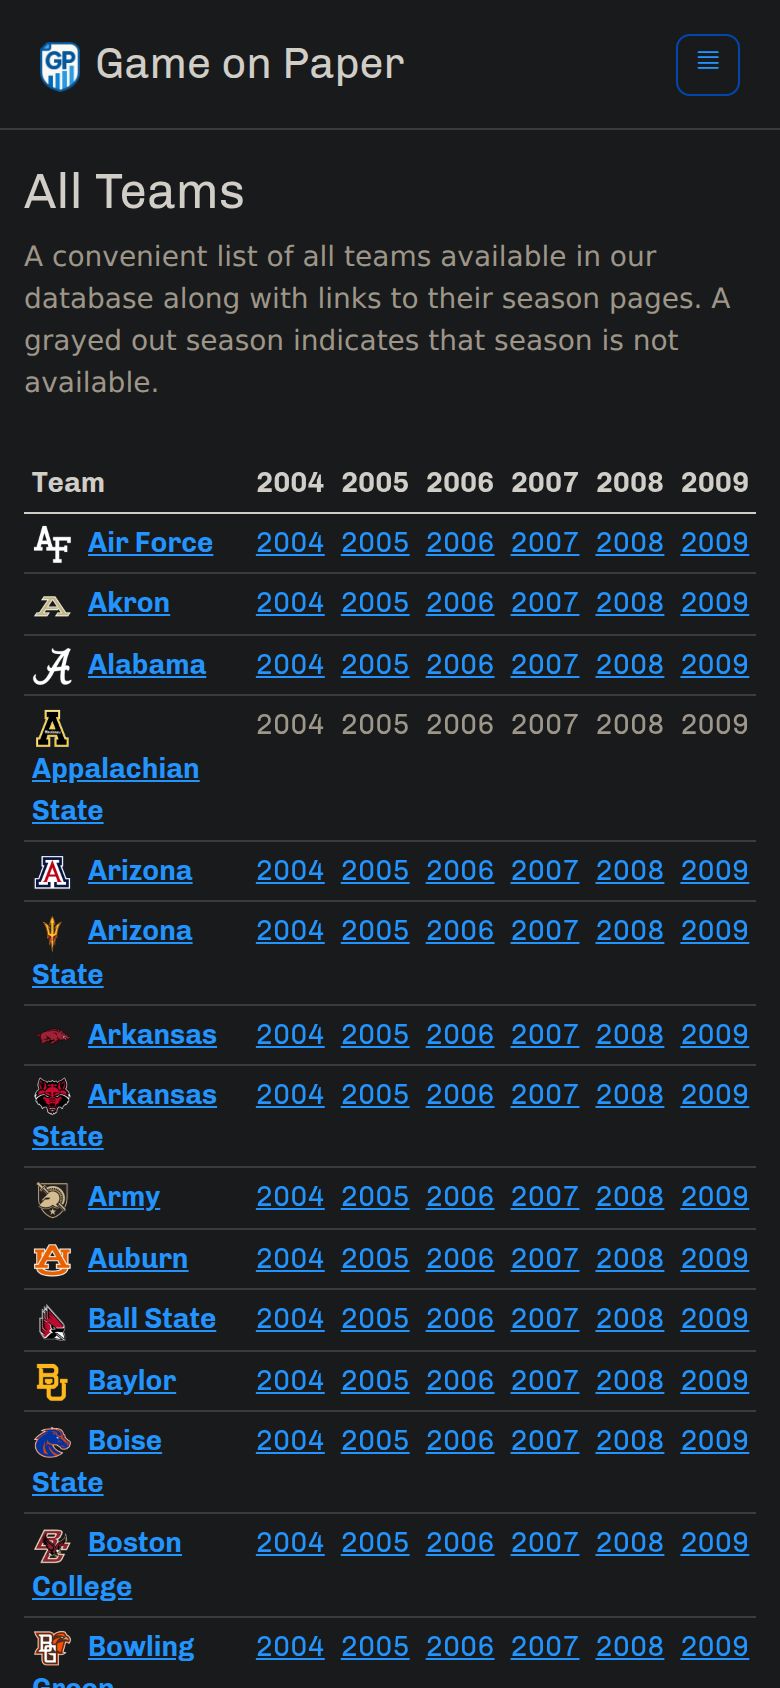 GP Game on Paper
All Teams
A convenient list of all teams available in our
database along with links to their season pages. A
grayed out season indicates that season is not
available.
Team 2004 2005 2006 2007 2008 2009
Air Force 2004 2005 2006 2007 2008 2009
Akron 2004 2005 2006 2007 2008 2009
Alabama 2004 2005 2006 2007 2008 2009
2004 2005 2006 2007 2008 2009
Appalachian
State
Arizona 2004 2005 2006 2007 2008 2009
Arizona 2004 2005 2006 2007 2008 2009
State
Arkansas 2004 2005 2006 2007 2008 2009
Arkansas 2004 2005 2006 2007 2008 2009
State
Army 2004 2005 2006 2007 2008 2009
Auburn 2004 2005 2006 2007 2008 2009
Ball State 2004 2005 2006 2007 2008 2009
Baylor 2004 2005 2006 2007 2008 2009
Boise 2004 2005 2006 2007 2008 2009
State
Boston 2004 2005 2006 2007 2008 2009
College
Bowling 2004 2005 2006 2007 2008 2009
Green